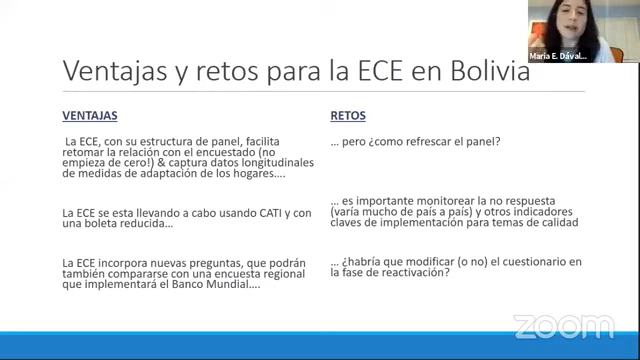 María E. Dával...
Ventajas y retos para la ECE en Bolivia
VENTAJAS
La ECE, con su estructura de panel, facilita
retomar la relación con el encuestado (no
empieza de cero!) & captura datos longitudinales
de medidas de adaptación de los hogares….
La ECE se esta llevando a cabo usando CATI y con
una boleta reducida…
La ECE incorpora nuevas preguntas, que podrán
también compararse con una encuesta regional
que implementará el Banco Mundial….
RETOS
… pero ¿como refrescar el panel?
… es importante monitorear la no respuesta
(varía mucho de país a país) y otros indicadores
claves de implementación para temas de calidad
… ¿habría que modificar (o no) el cuestionario en
la fase de reactivación?
zoom